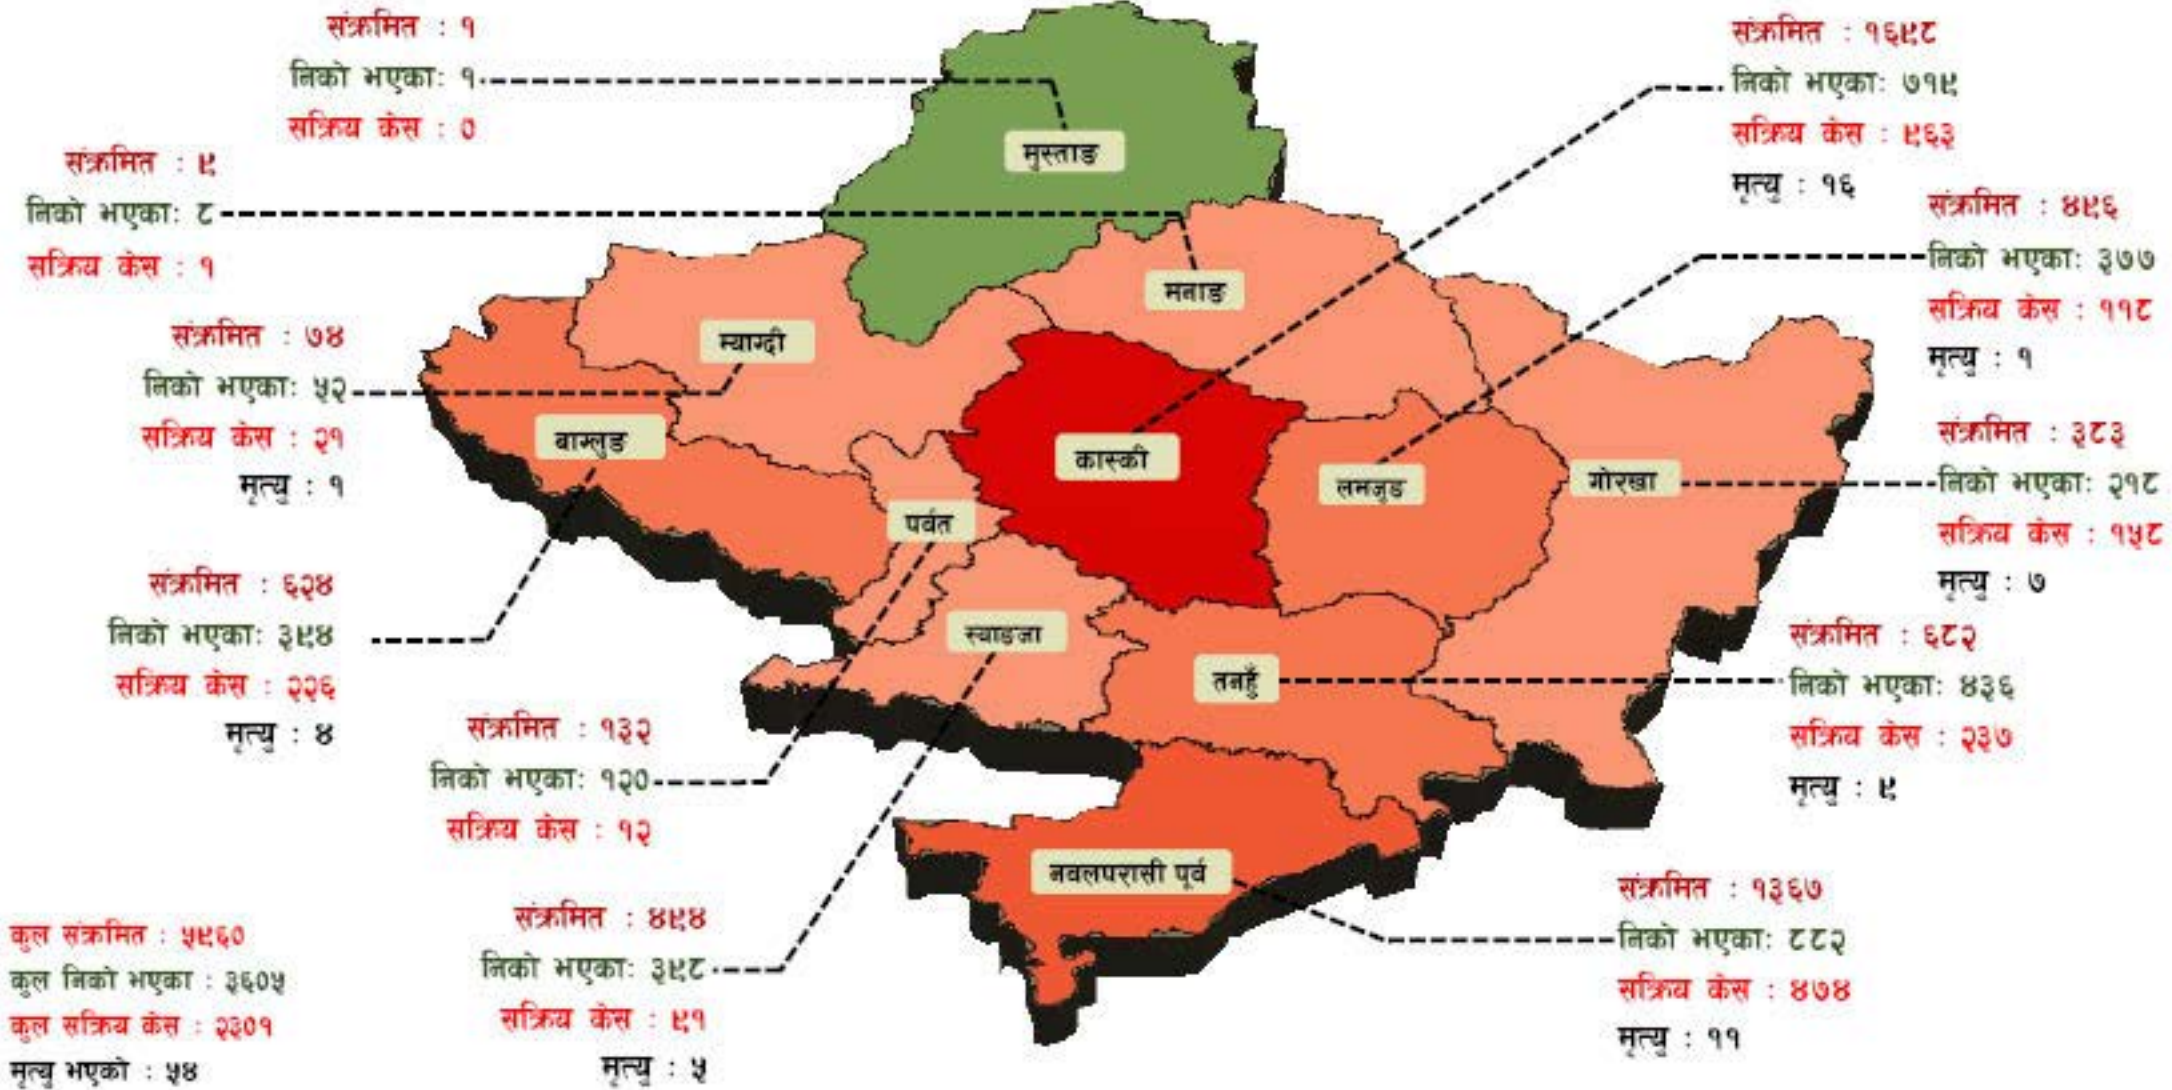 संक्रमित : १
निको भएका: १
सक्रिय केस : ०
मुस्ताङ
संक्रमित : ९
निको भएका: ८
सक्रिय केस : १
मनाङ
संक्रमित : ७४
निको भएका: ५२
सक्रिय केस : २१
मृत्यु : १
म्याग्दी
संक्रमित : ६२४
निको भएका: ३९४
सक्रिय केस : २२६
मृत्यु : ४
बाग्लुङ
संक्रमित : १३२
निको भएका: १२०
सक्रिय केस : १२
पर्वत
संक्रमित : ४९४
निको भएका: ३९८
सक्रिय केस : ९१
मृत्यु : ५
स्याङजा
संक्रमित : १६९८
निको भएका: ७१९
सक्रिय केस : ९६३
मृत्यु : १६
कास्की
संक्रमित : ४९६
निको भएका: ३७७
सक्रिय केस : ११८
मृत्यु : १
लमजुङ
संक्रमित : ३८३
निको भएका: २१८
सक्रिय केस : १५८
मृत्यु : ७
गोरखा
संक्रमित : ६८२
निको भएका: ४३६
सक्रिय केस : २३७
मृत्यु : ९
तनहुँ
संक्रमित : १३६७
निको भएका: ८८२
सक्रिय केस : ४७४
मृत्यु : ११
नवलपरासी पूर्व
कुल संक्रमित : ५९६०
कुल निको भएका : ३६०५
कुल सक्रिय केस : २३०१
मृत्यु भएको : ५४